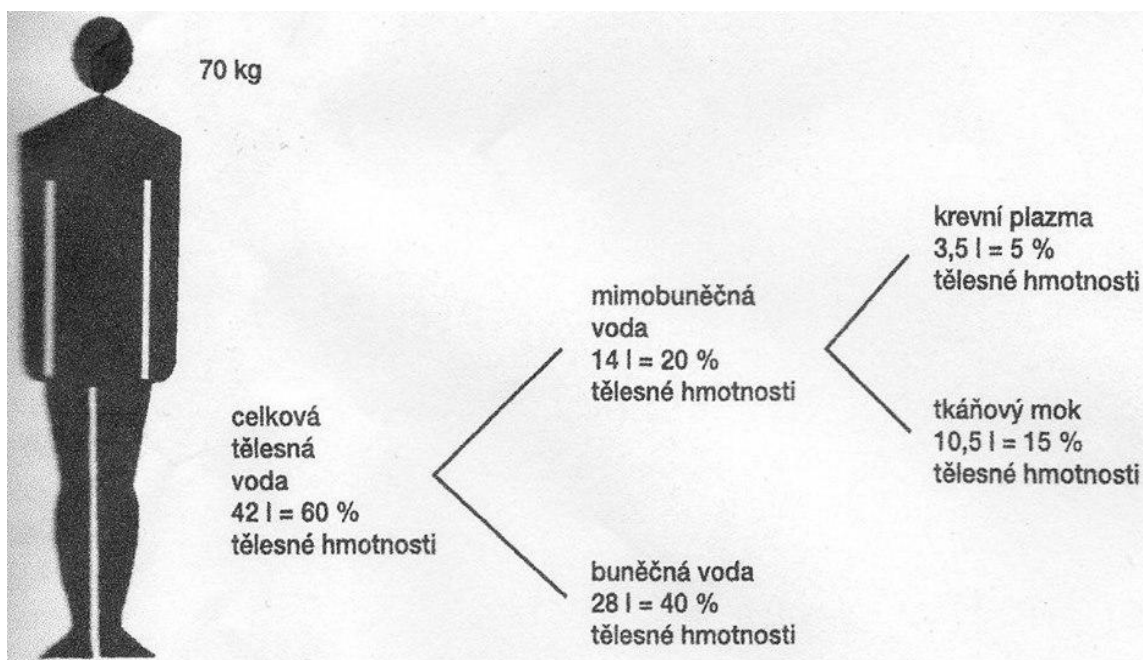 70 kg
celková
tělesná
voda
42 l = 60 %
tělesné hmotnosti
mimobuněčná
voda
14 l = 20 %
tělesné hmotnosti
buněčná voda
28 l = 40 %
tělesné hmotnosti
krevní plazma
3,5 l = 5 %
tělesné hmotnosti
tkáňový mok
10,5 l = 15 %
tělesné hmotnosti